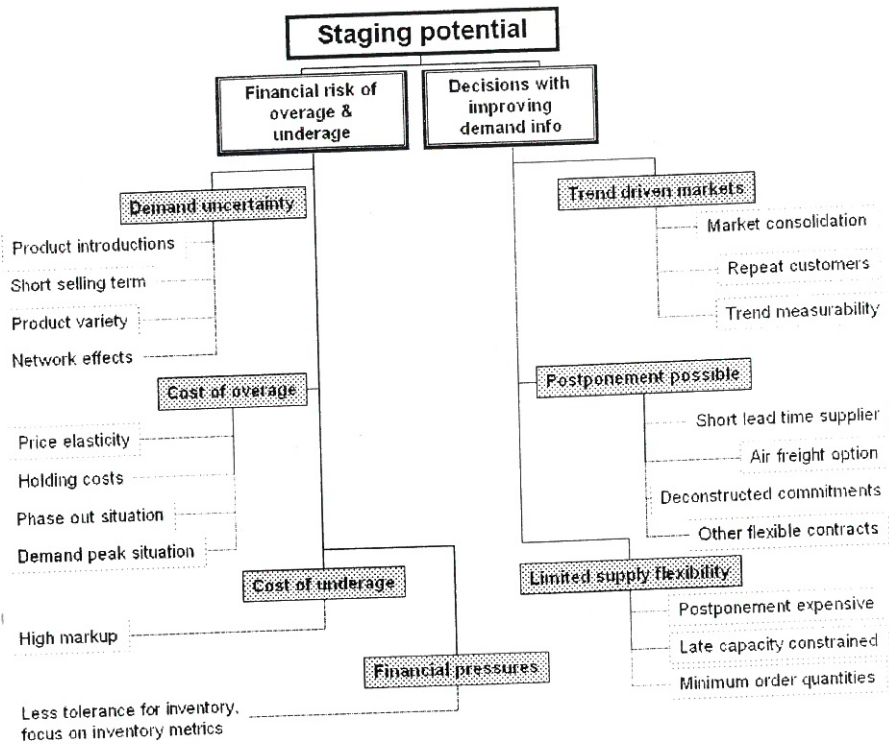 Staging potential
Financial risk of
overage &
underage
Decisions with
improving
demand info
Demand uncertainty
Product introductions
Short selling term
Product variety
Network effects
Cost of overage
Price elasticity
Holding costs
Phase out situation
Demand peak situation
Cost of underage
High markup
Financial pressures
Less tolerance for inventory,
focus on inventory metrics
Trend driven markets
Market consolidation
Repeat customers
Trend measurability
Postponement possible
Short lead time supplier
Air freight option
Deconstructed commitments
Other flexible contracts
Limited supply flexibility
Postponement expensive
Late capacity constrained
Minimum order quantities